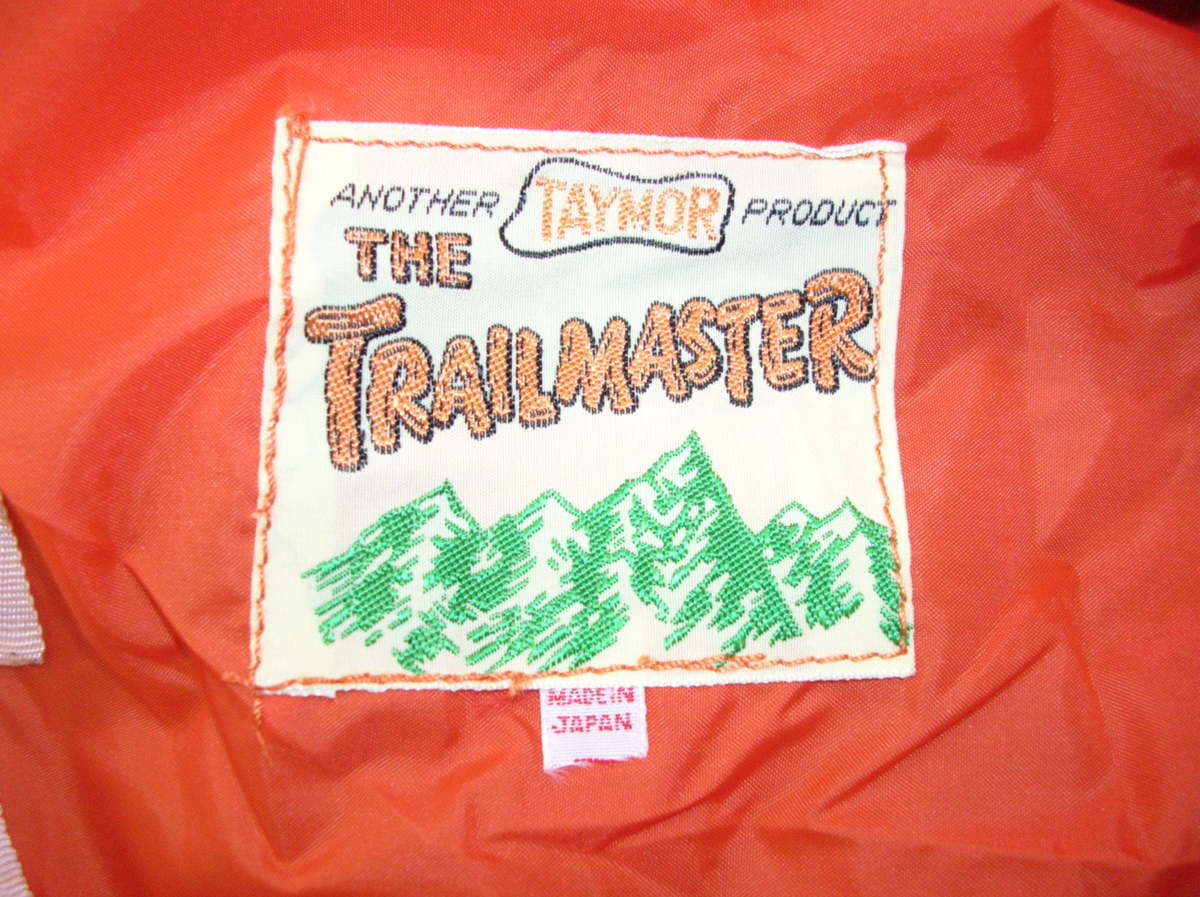 ANOTHER TAYMOR PRODUCT
THE
TRAILMASTER
MADE IN
JAPAN